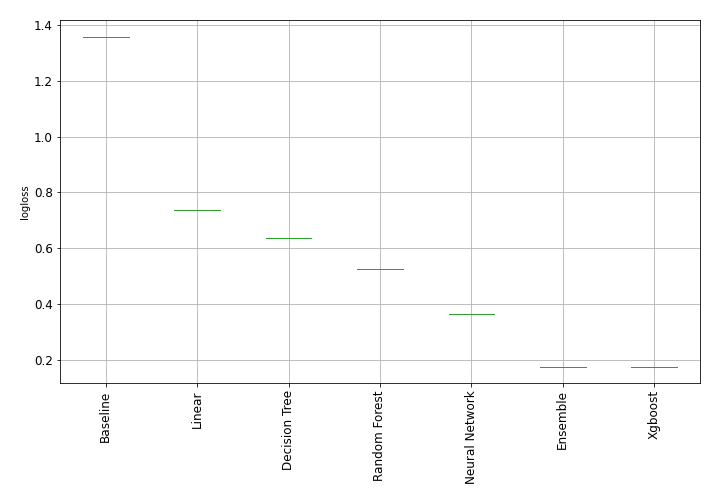 1.4
1.2
1.0
0.8
0.6
0.4
0.2
logloss
Baseline
Linear
Decision Tree
Random Forest
Neural Network
Ensemble
Xgboost